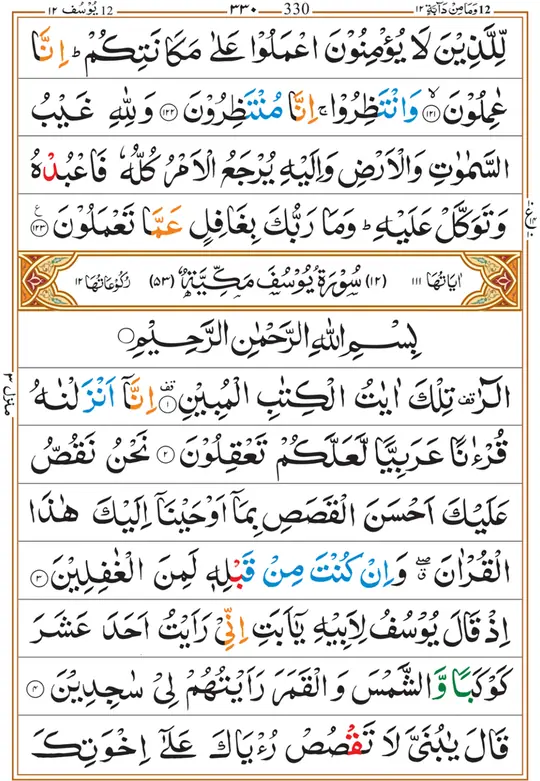 12 يُوْسُف ١٢ ٣٣٠ 330 12 وَمَا مِنْ دَآبَّةٍ ١٢
لِّلَّذِيْنَ لَا يُؤْمِنُوْنَ اعْمَلُوْا عَلٰى مَكَانَتِكُمْ ؕ اِنَّا
عٰمِلُوْنَ ۙ﴿۱۲۱﴾ وَانْتَظِرُوْا ۚ اِنَّا مُنْتَظِرُوْنَ ﴿۱۲۲﴾ وَلِلّٰهِ غَيْبُ
السَّمٰوٰتِ وَالْاَرْضِ وَاِلَيْهِ يُرْجَعُ الْاَمْرُ كُلُّهٗ فَاعْبُدْهُ
وَتَوَكَّلْ عَلَيْهِ ؕ وَمَا رَبُّكَ بِغَافِلٍ عَمَّا تَعْمَلُوْنَ ﴿۱۲۳﴾ ع
اٰيَاتُهَا ١١١ (١٢) سُوْرَةُ يُوْسُفَ مَكِّيَّةٌ (٥٣) رُكُوْعَاتُهَا ١٢
بِسْمِ اللّٰهِ الرَّحْمٰنِ الرَّحِيْمِ
الٓرٰ ۟ تِلْكَ اٰيٰتُ الْكِتٰبِ الْمُبِيْنِ ۟﴿۱﴾ اِنَّاۤ اَنْزَلْنٰهُ
قُرْءٰنًا عَرَبِيًّا لَّعَلَّكُمْ تَعْقِلُوْنَ ﴿۲﴾ نَحْنُ نَقُصُّ
عَلَيْكَ اَحْسَنَ الْقَصَصِ بِمَاۤ اَوْحَيْنَاۤ اِلَيْكَ هٰذَا
الْقُرْاٰنَ ۖ ق وَاِنْ كُنْتَ مِنْ قَبْلِهٖ لَمِنَ الْغٰفِلِيْنَ ﴿۳﴾
اِذْ قَالَ يُوْسُفُ لِاَبِيْهِ يٰۤاَبَتِ اِنِّىْ رَاَيْتُ اَحَدَ عَشَرَ
كَوْكَبًا وَّالشَّمْسَ وَالْقَمَرَ رَاَيْتُهُمْ لِىْ سٰجِدِيْنَ ﴿۴﴾
قَالَ يٰبُنَىَّ لَا تَقْصُصْ رُءْيَاكَ عَلٰٓى اِخْوَتِكَ
منزل ٣